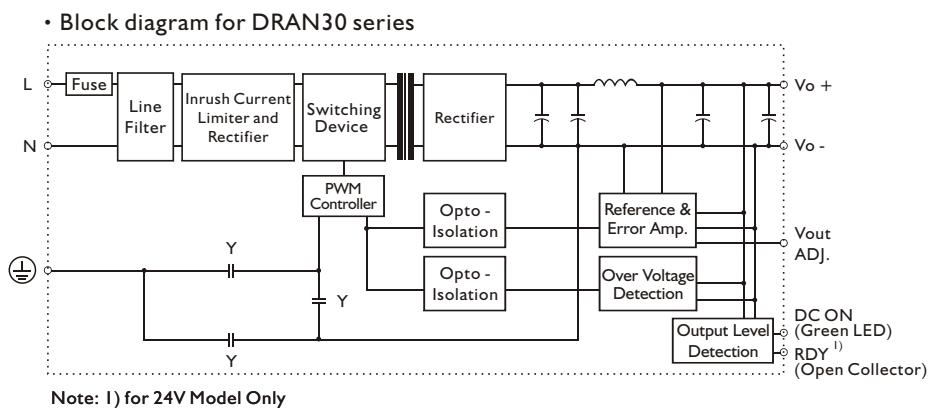 • Block diagram for DRAN30 series
L
Fuse
Line
Filter
Inrush Current
Limiter and
Rectifier
Switching
Device
Rectifier
Vo +
N
Vo -
PWM
Controller
Opto -
Isolation
Reference &
Error Amp.
Vout
ADJ.
Y
Opto -
Isolation
Over Voltage
Detection
Y
Y
Output Level
Detection
DC ON
(Green LED)
RDY 1)
(Open Collector)
Note: 1) for 24V Model Only